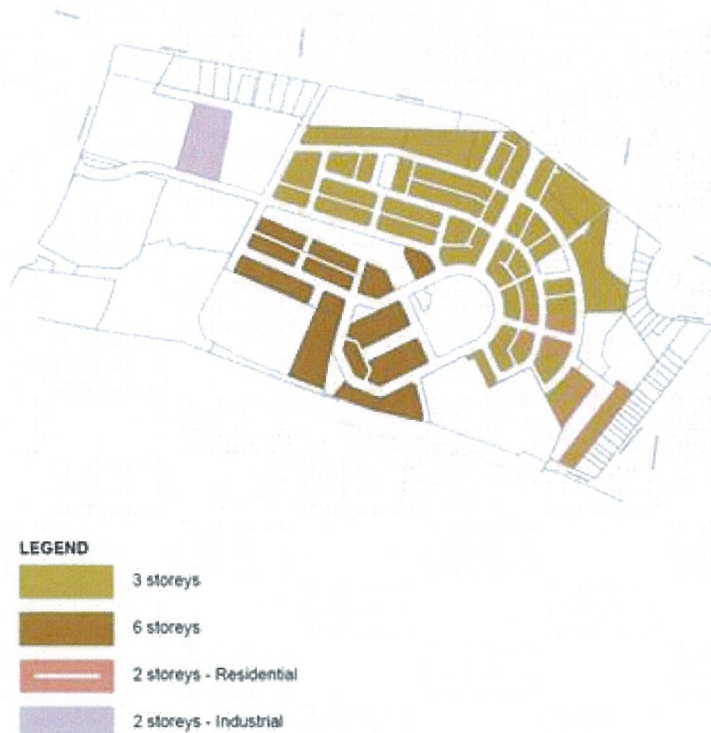 LEGEND
3 storeys
6 storeys
2 storeys - Residential
2 storeys - Industrial